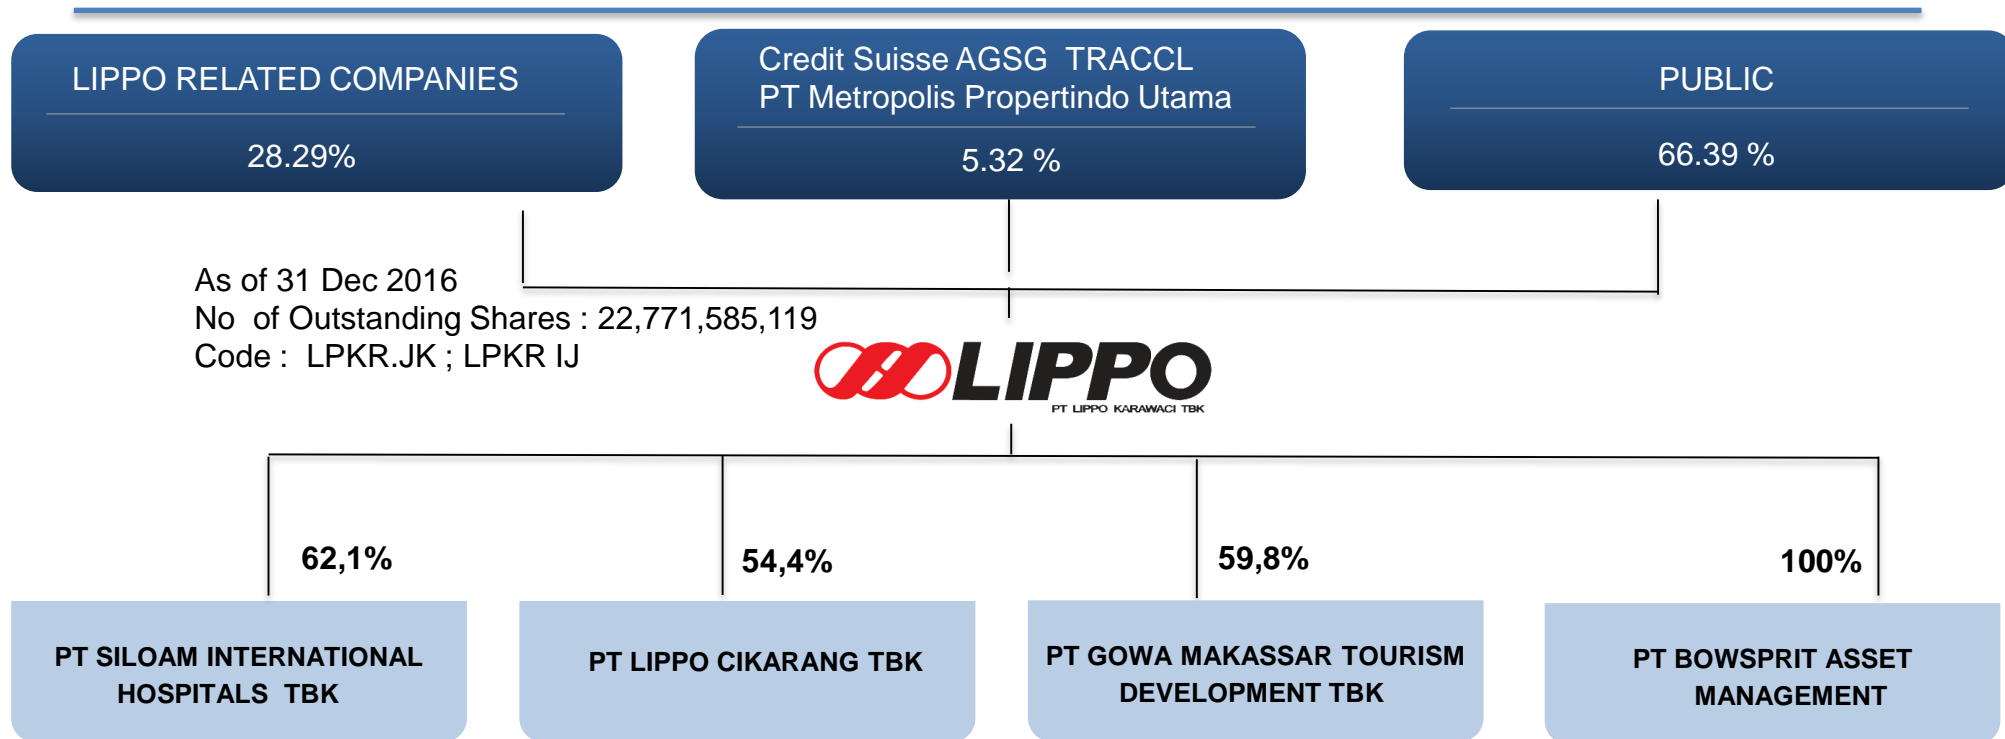 LIPPO RELATED COMPANIES
28.29%
Credit Suisse AGSG TRACCL
PT Metropolis Propertindo Utama
5.32 %
PUBLIC
66.39 %
As of 31 Dec 2016
No of Outstanding Shares : 22,771,585,119
Code : LPKR.JK ; LPKR IJ
LIPPO
PT LIPPO KARAWACI TBK
62,1%
54,4%
59,8%
100%
PT SILOAM INTERNATIONAL
HOSPITALS TBK
PT LIPPO CIKARANG TBK
PT GOWA MAKASSAR TOURISM
DEVELOPMENT TBK
PT BOWSPRIT ASSET
MANAGEMENT